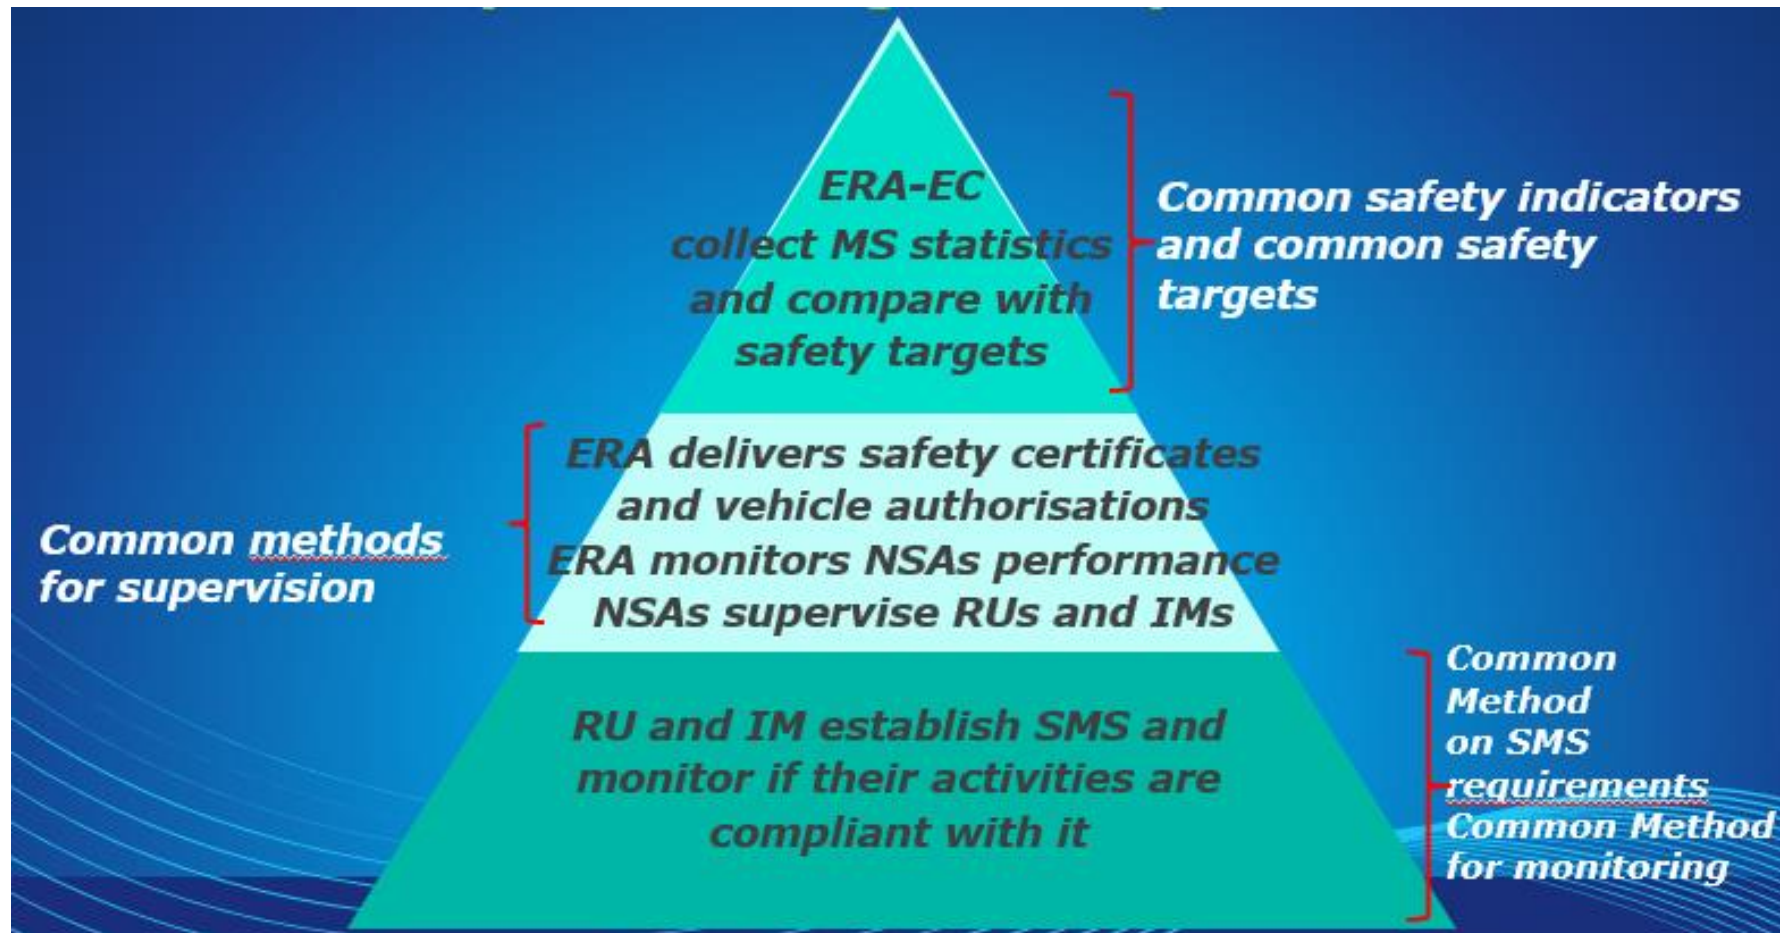 ERA-EC
collect MS statistics
and compare with
safety targets
Common safety indicators
and common safety
targets
ERA delivers safety certificates
and vehicle authorisations
ERA monitors NSAs performance
NSAs supervise RUs and IMs
Common methods
for supervision
RU and IM establish SMS and
monitor if their activities are
compliant with it
Common
Method
on SMS
requirements
Common Method
for monitoring